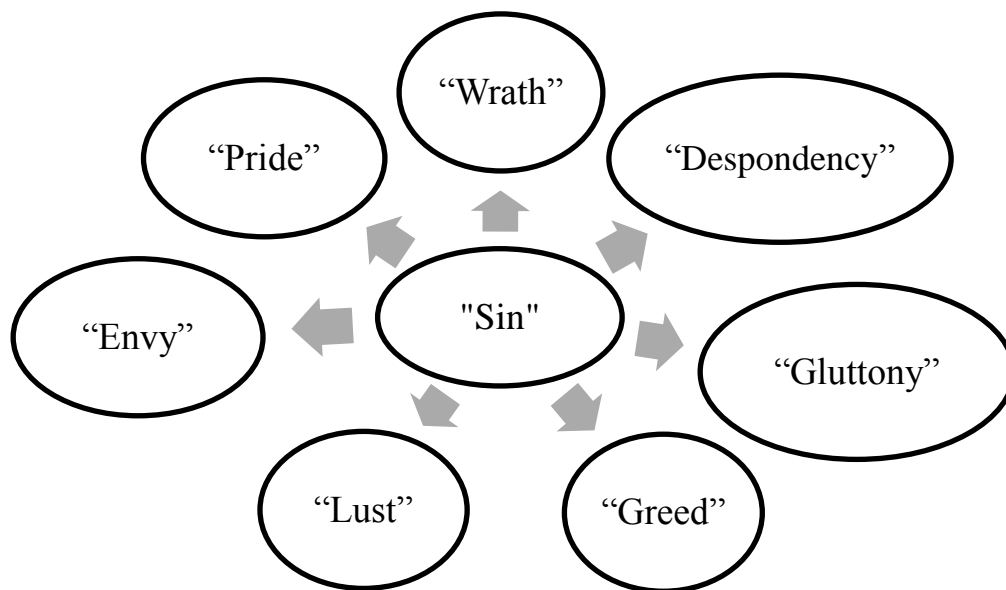 “Wrath”
“Pride”
“Despondency”
“Envy”
"Sin"
“Gluttony”
“Lust”
“Greed”